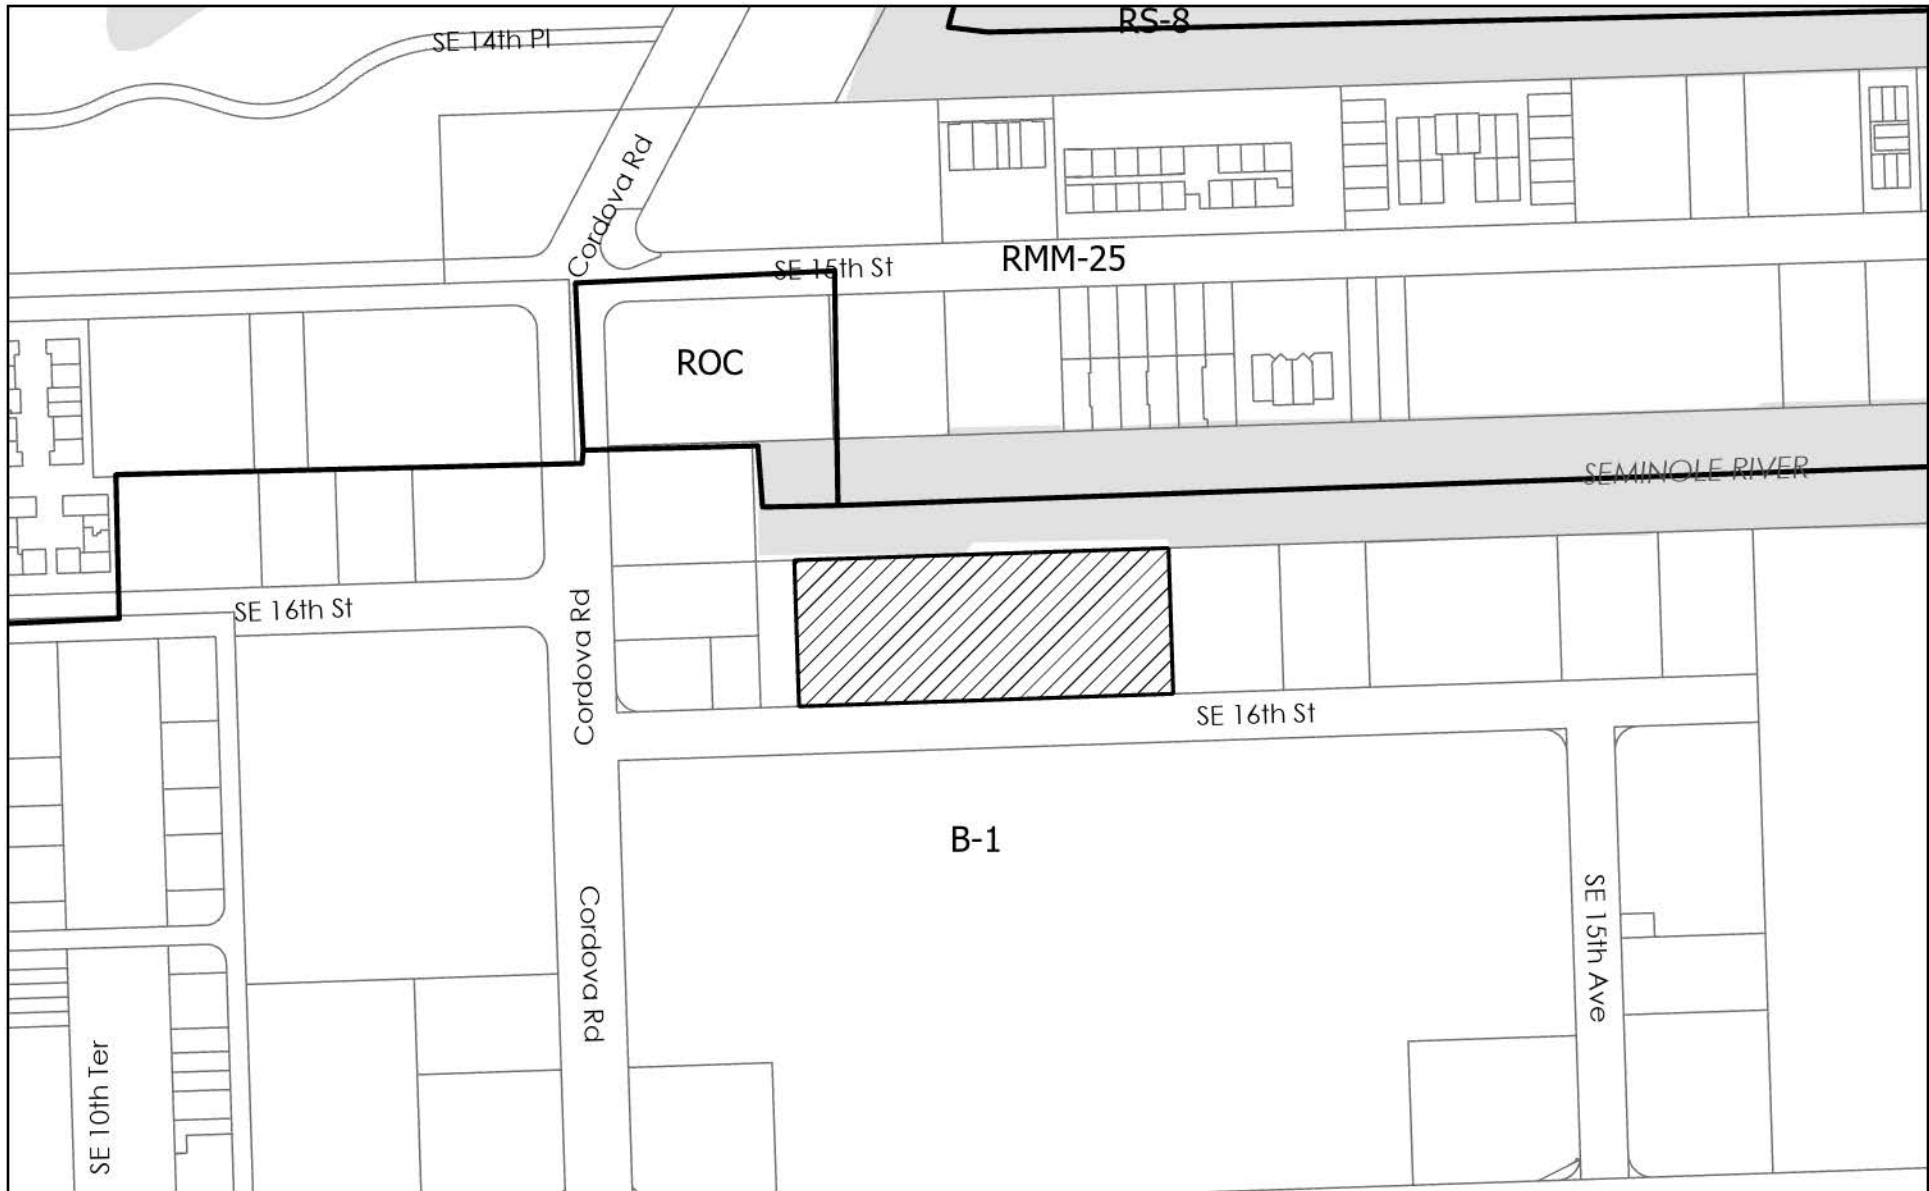 RS-8
SE 14th Pl
Cordova Rd
RMM-25
SE 15th St
ROC
SEMINOLE RIVER
SE 16th St
Cordova Rd
SE 16th St
B-1
Cordova Rd
SE 15th Ave
SE 10th Ter